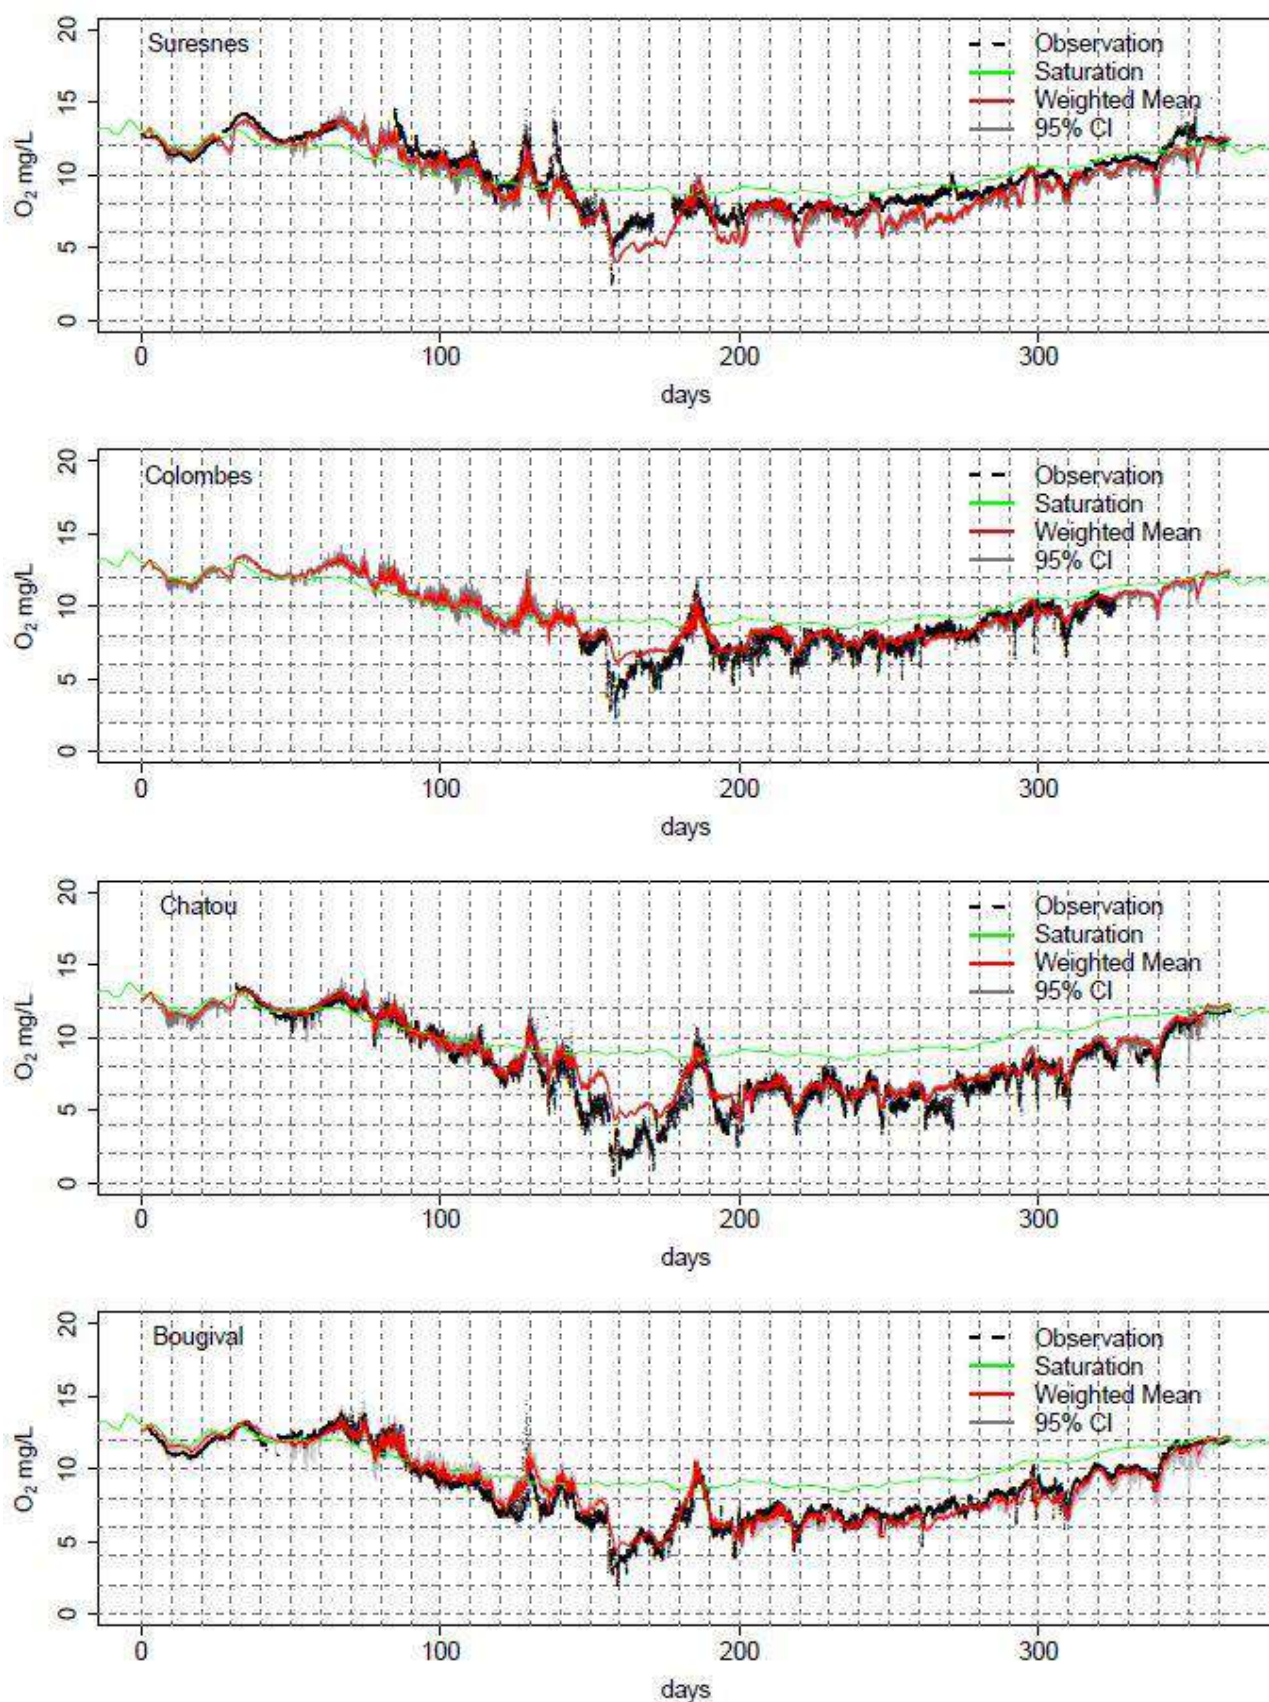 Suresnes
Observation
Saturation
Weighted Mean
95% CI
O₂ mg/L
20
15
10
5
0
0 100 200 300
days
Colombes
Observation
Saturation
Weighted Mean
95% CI
O₂ mg/L
20
15
10
5
0
0 100 200 300
days
Chatou
Observation
Saturation
Weighted Mean
95% CI
O₂ mg/L
20
15
10
5
0
0 100 200 300
days
Bougival
Observation
Saturation
Weighted Mean
95% CI
O₂ mg/L
20
15
10
5
0
0 100 200 300
days